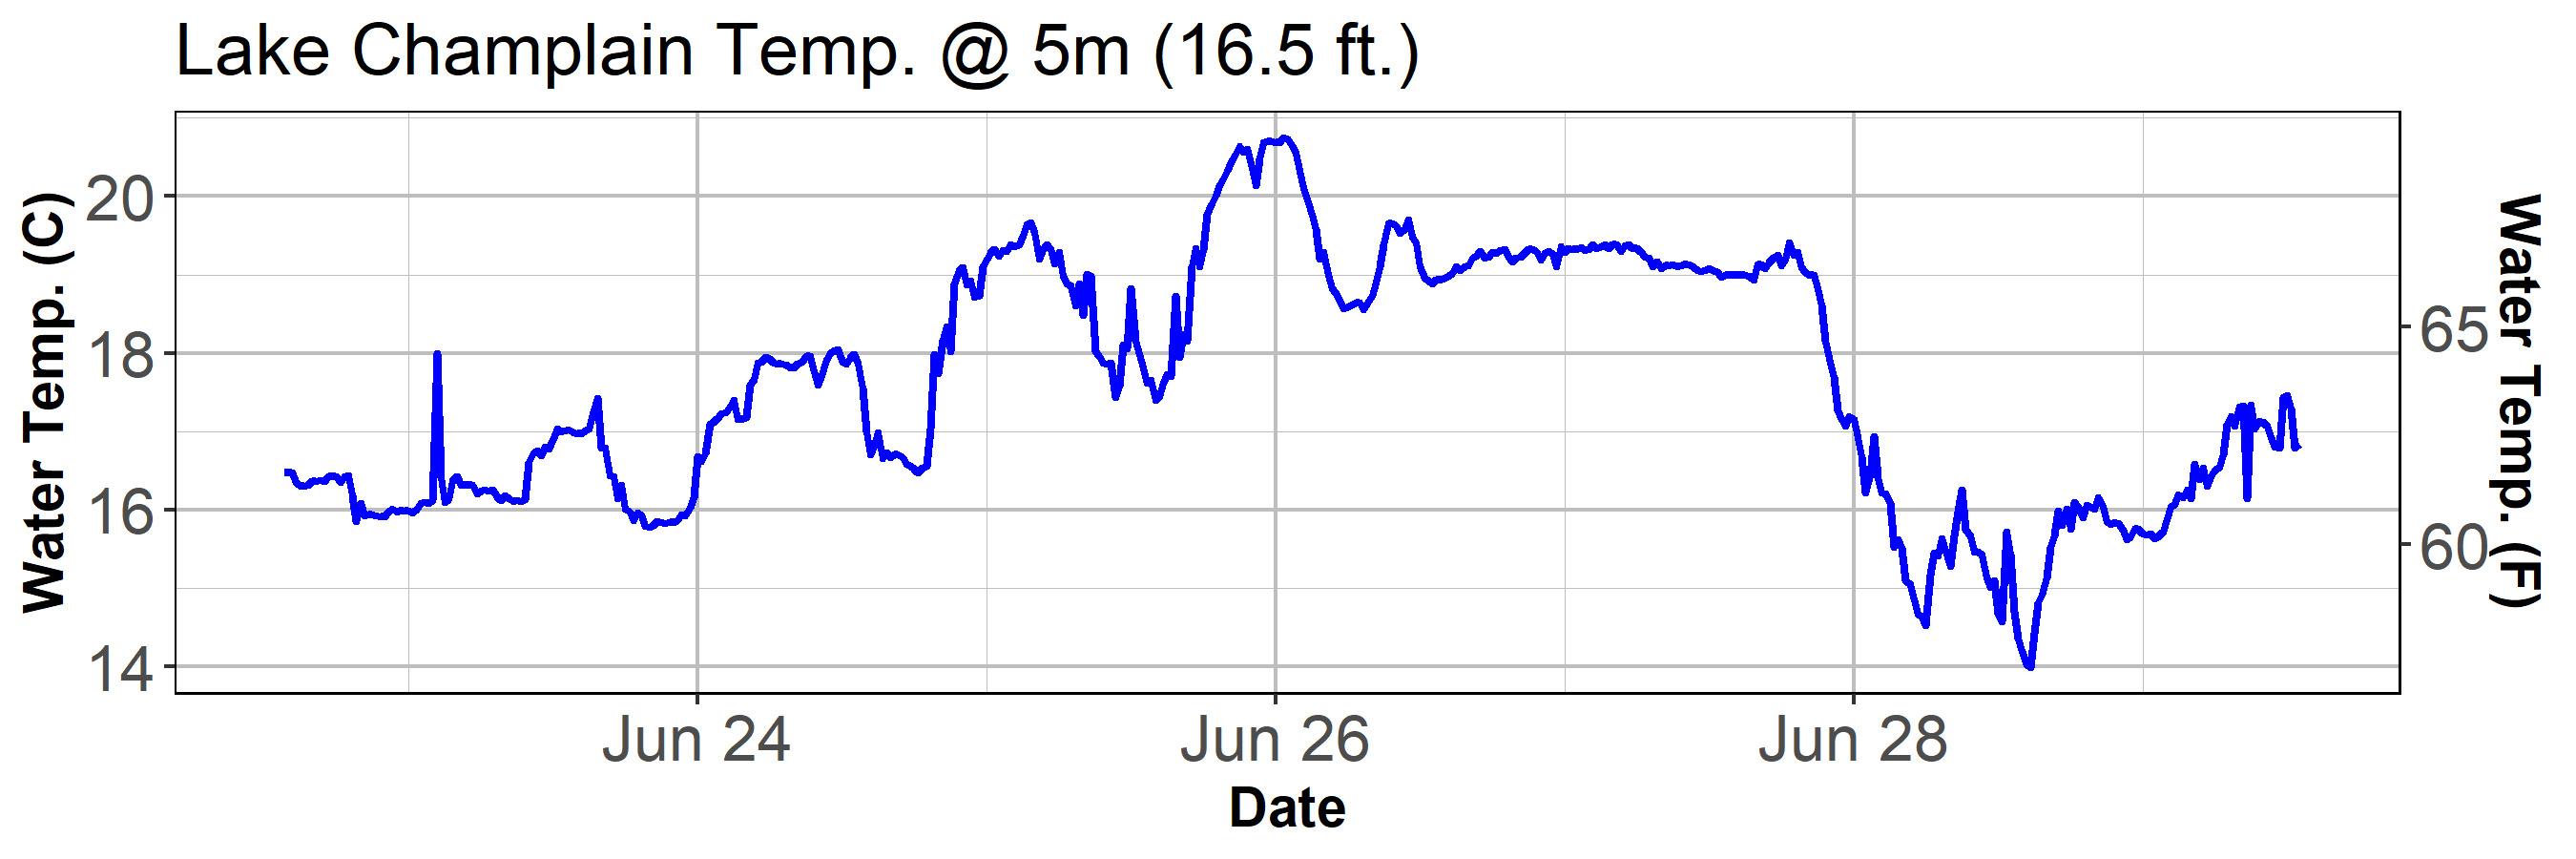 Lake Champlain Temp. @ 5m (16.5 ft.)
Water Temp. (C)
20
18
16
14
65
60
Water Temp. (F)
Jun 24
Jun 26
Jun 28
Date